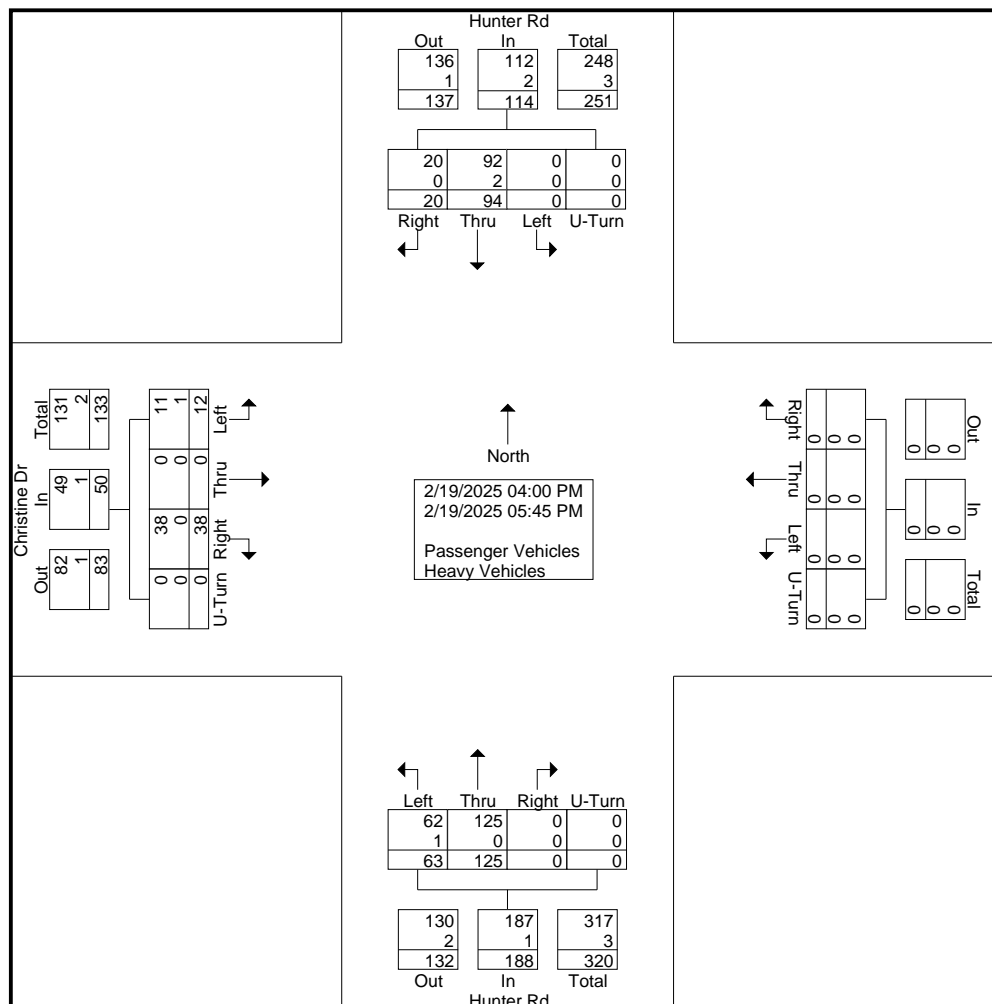 Hunter Rd
Out In Total
136 112 248
1 2 3
137 114 251
20 92 0 0
0 2 0 0
20 94 0 0
Right Thru Left U-Turn
Christine Dr
Total In Out
131 49 82
2 1 1
133 50 83
Left Thru Right U-Turn
11 0 38 0
1 0 0 0
12 0 38 0
North
2/19/2025 04:00 PM
2/19/2025 05:45 PM
Passenger Vehicles
Heavy Vehicles
Right Thru Left U-Turn
0 0 0 0
0 0 0 0
0 0 0 0
Out In Total
0 0 0
0 0 0
0 0 0
Left Thru Right U-Turn
62 125 0 0
1 0 0 0
63 125 0 0
130 187 317
2 1 3
132 188 320
Out In Total
Hunter Rd